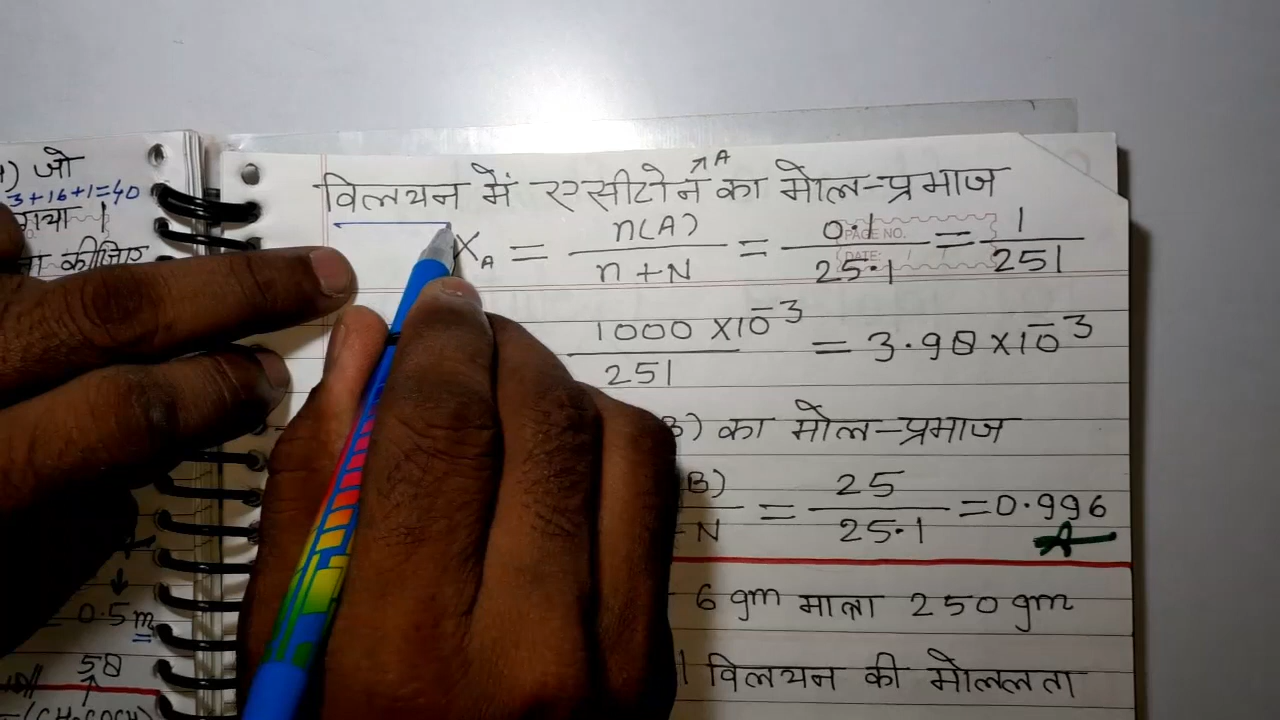 जो
3+16+1=40
कीजिए
= 0.5 m
58
विलयन में एसीटोन का मोल-प्रभाज
A
X_A = n(A) / n+N = 0.1 / 25.1 = 1 / 251
PAGE NO.
DATE:
1000 ×10⁻³ / 251 = 3.98 ×10⁻³
B) का मोल-प्रभाज
(B) / N = 25 / 25.1 = 0.996
6 gm मात्रा 250 gm
विलयन की मोललता